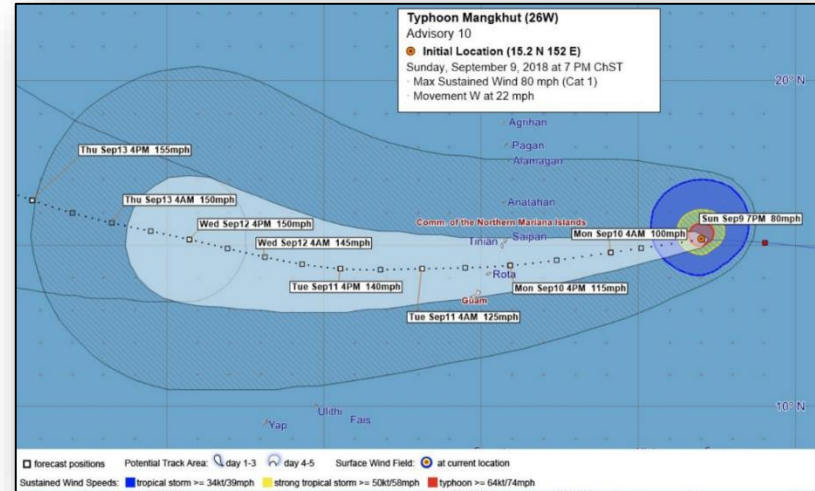 Typhoon Mangkhut (26W)
Advisory 10
Initial Location (15.2 N 152 E)
Sunday, September 9, 2018 at 7 PM ChST
· Max Sustained Wind 80 mph (Cat 1)
· Movement W at 22 mph
20° N
Agrihan
Pagan
Alamagan
Thu Sep13 4PM 155mph
Thu Sep13 4AM 150mph
Anatahan
Sun Sep9 7PM 80mph
Wed Sep12 4PM 150mph
Comm. of the Northern Mariana Islands
Saipan
Mon Sep10 4AM 100mph
Wed Sep12 4AM 145mph
Tinian
Rota
Tue Sep11 4PM 140mph
Mon Sep10 4PM 115mph
Guam
Tue Sep11 4AM 125mph
10° N
Ulithi
Fais
Yap
forecast positions Potential Track Area: day 1-3 day 4-5 Surface Wind Field: at current location
Sustained Wind Speeds: tropical storm >= 34kt/39mph strong tropical storm >= 50kt/58mph typhoon >= 64kt/74mph